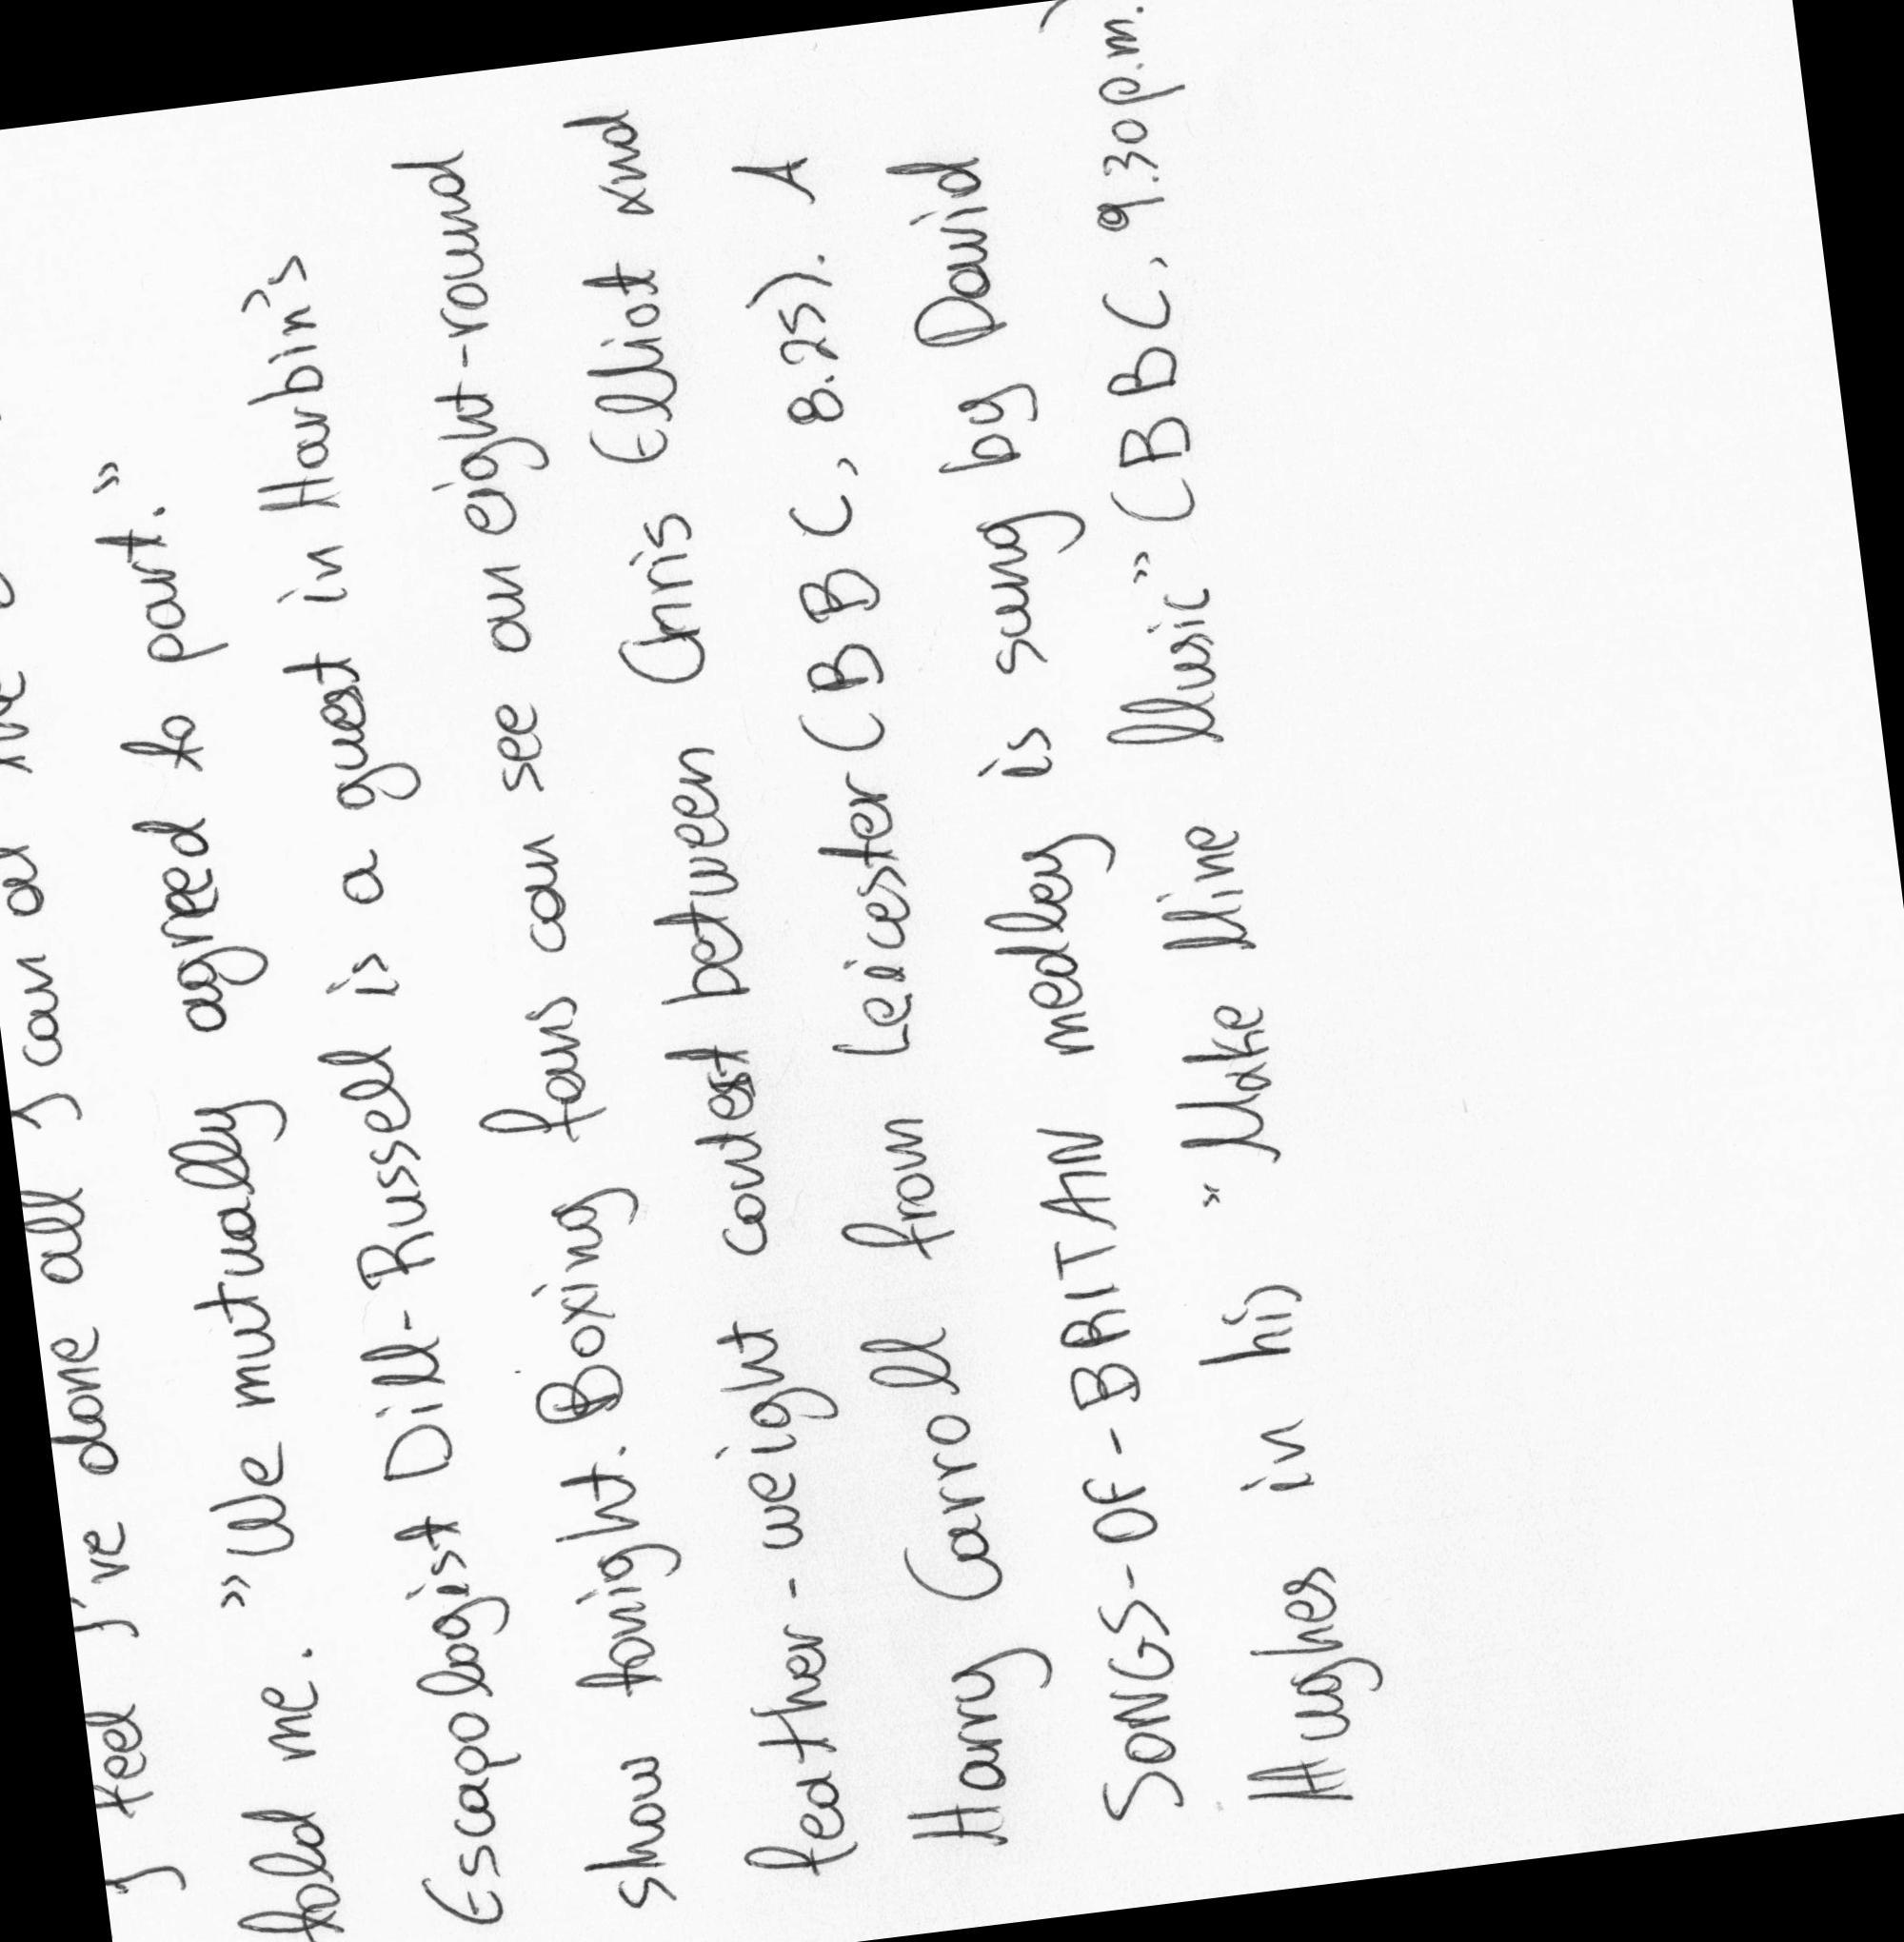 I feel I've done all I can
told me. "We mutually agreed to part."
Escapologist Dill-Russell is a guest in Harbin's
show tonight. Boxing fans can see an eight-round
feather-weight contest between Chris Elliot and
Harry Carroll from Leicester (BBC, 8.25). A
SONGS-OF-BRITAIN medley is sung by David
Hughes in his "Make Mine Music" (BBC, 9.30 p.m.)